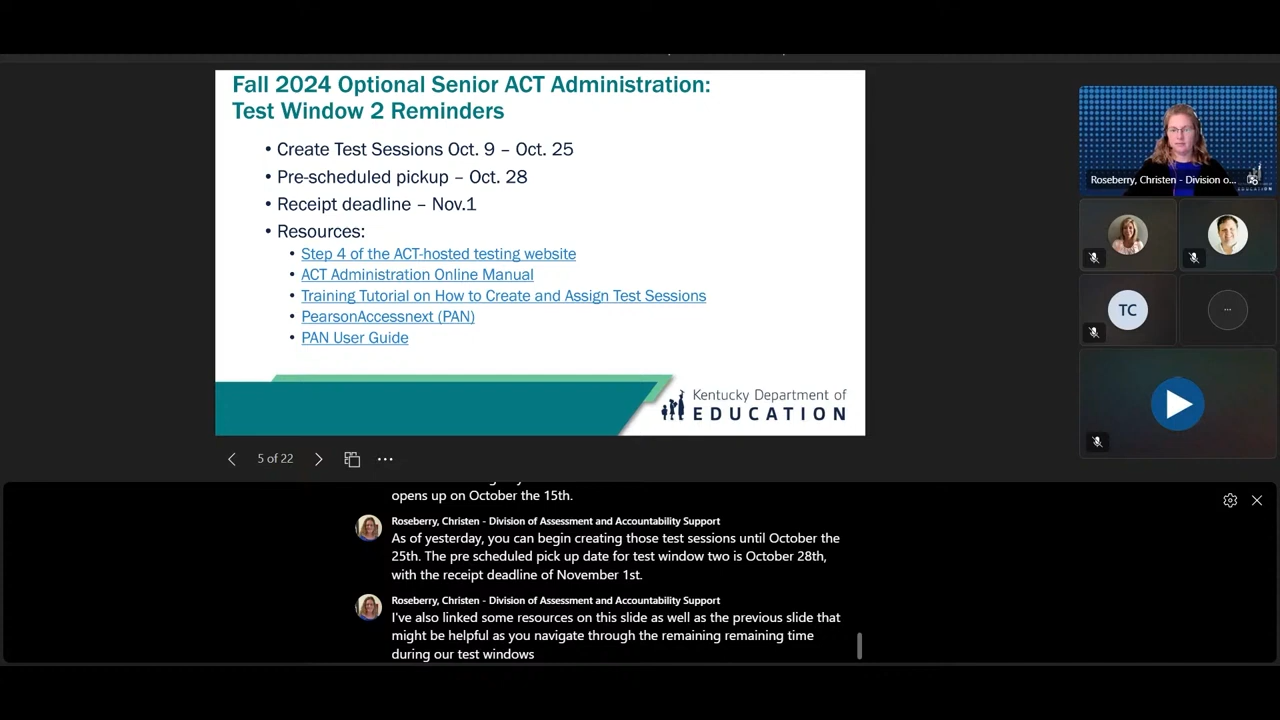 Fall 2024 Optional Senior ACT Administration:
Test Window 2 Reminders
• Create Test Sessions Oct. 9 – Oct. 25
• Pre-scheduled pickup – Oct. 28
• Receipt deadline – Nov.1
• Resources:
• Step 4 of the ACT-hosted testing website
• ACT Administration Online Manual
• Training Tutorial on How to Create and Assign Test Sessions
• PearsonAccessnext (PAN)
• PAN User Guide
Kentucky Department of
EDUCATION
5 of 22
Roseberry, Christen - Division o...
EDUCATION
TC
opens up on October the 15th.
Roseberry, Christen - Division of Assessment and Accountability Support
As of yesterday, you can begin creating those test sessions until October the
25th. The pre scheduled pick up date for test window two is October 28th,
with the receipt deadline of November 1st.
Roseberry, Christen - Division of Assessment and Accountability Support
I've also linked some resources on this slide as well as the previous slide that
might be helpful as you navigate through the remaining remaining time
during our test windows